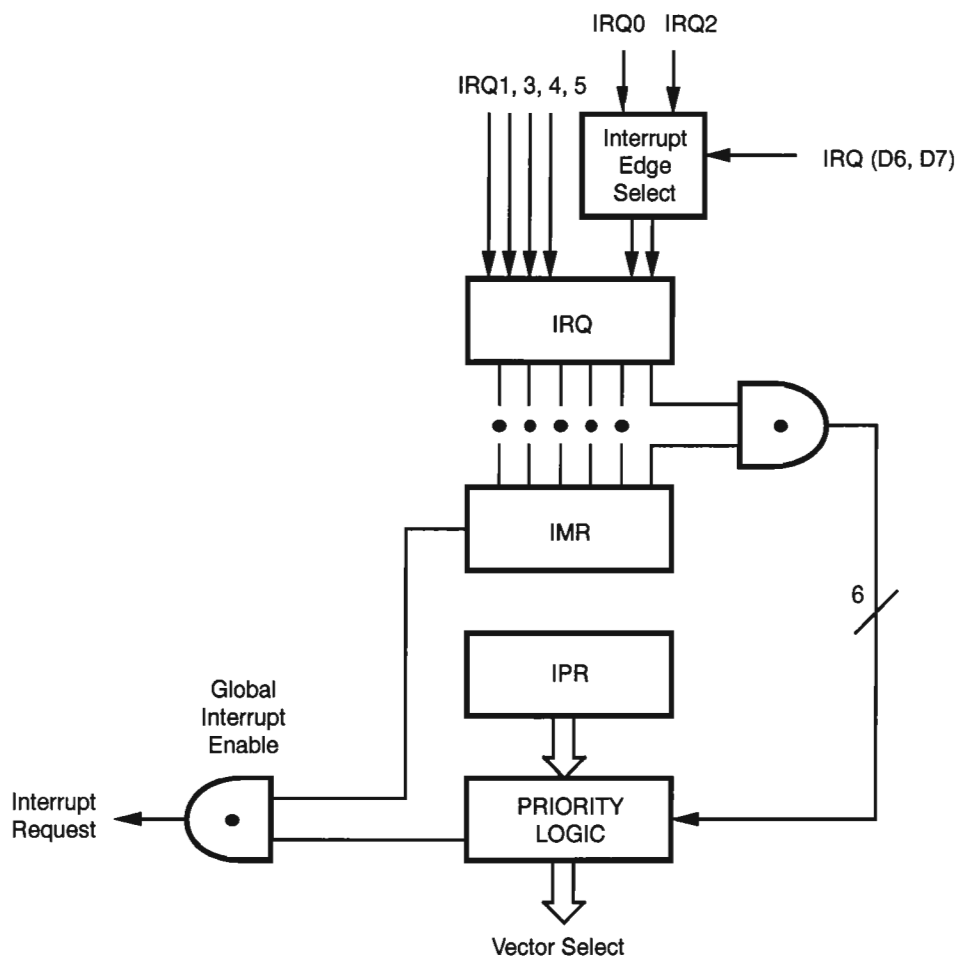 IRQ0 IRQ2
IRQ1, 3, 4, 5
Interrupt
Edge
Select
IRQ (D6, D7)
IRQ
IMR
6
IPR
Global
Interrupt
Enable
Interrupt
Request
PRIORITY
LOGIC
Vector Select